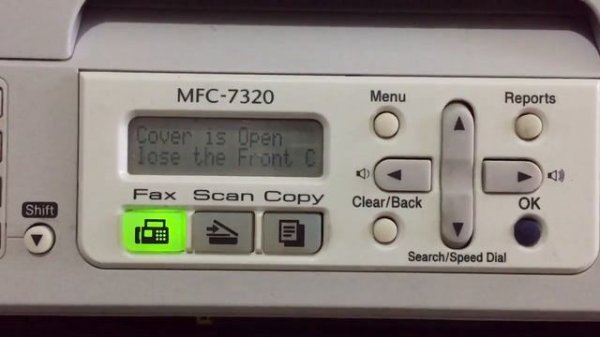 MFC-7320
Menu
Reports
Cover is Open
lose the Front C
Fax Scan Copy
Clear/Back
OK
Shift
Search/Speed Dial